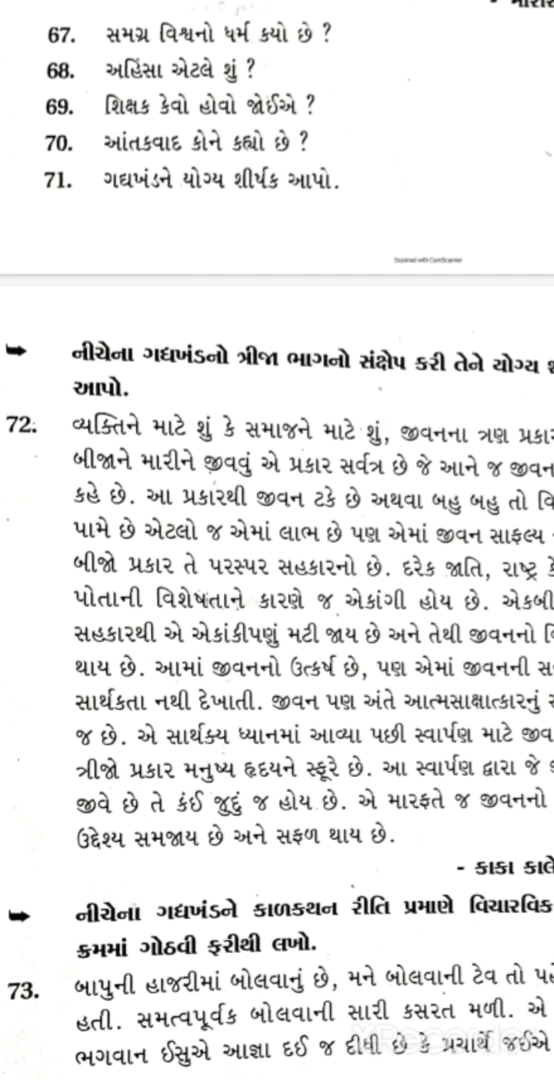 67. સમગ્ર વિશ્વનો ધર્મ કયો છે ?
68. અહિંસા એટલે શું ?
69. શિક્ષક કેવો હોવો જોઈએ ?
70. આંતકવાદ કોને કહ્યો છે ?
71. ગદ્યખંડને યોગ્ય શીર્ષક આપો.
Scanned with CamScanner
➥ નીચેના ગદ્યખંડનો ત્રીજા ભાગનો સંક્ષેપ કરી તેને યોગ્ય
આપો.
72. વ્યક્તિને માટે શું કે સમાજને માટે શું, જીવનના ત્રણ
બીજાને મારીને જીવવું એ પ્રકાર સર્વત્ર છે જે આને જ જીવન
કહે છે. આ પ્રકારથી જીવન ટકે છે અથવા બહુ બહુ તો
પામે છે એટલો જ એમાં લાભ છે પણ એમાં જીવન સાફલ્ય
બીજો પ્રકાર તે પરસ્પર સહકારનો છે. દરેક જાતિ, રાષ્ટ્ર
પોતાની વિશેષતાને કારણે જ એકાંગી હોય છે. એકબી
સહકારથી એ એકાંકીપણું મટી જાય છે અને તેથી જીવનનો
થાય છે. આમાં જીવનનો ઉત્કર્ષ છે, પણ એમાં જીવનની
સાર્થકતા નથી દેખાતી. જીવન પણ અંતે આત્મસાક્ષાત્કારનું
જ છે. એ સાર્થક્ય ધ્યાનમાં આવ્યા પછી સ્વાર્પણ માટે જીવ
ત્રીજો પ્રકાર મનુષ્ય હૃદયને સ્ફૂરે છે. આ સ્વાર્પણ દ્વારા જે
જીવે છે તે કંઈ જુદું જ હોય છે. એ મારફતે જ જીવનનો
ઉદ્દેશ્ય સમજાય છે અને સફળ થાય છે.
- કાકા કાલે
➥ નીચેના ગદ્યખંડને કાળકથન રીતિ પ્રમાણે વિચારવિક
ક્રમમાં ગોઠવી ફરીથી લખો.
73. બાપુની હાજરીમાં બોલવાનું છે, મને બોલવાની ટેવ તો પહે
હતી. સમત્વપૂર્વક બોલવાની સારી કસરત મળી. એ
ભગવાન ઈસુએ આજ્ઞા દઈ જ દીધી છે કે પ્રચાર્થે જઈએ
XRecorder